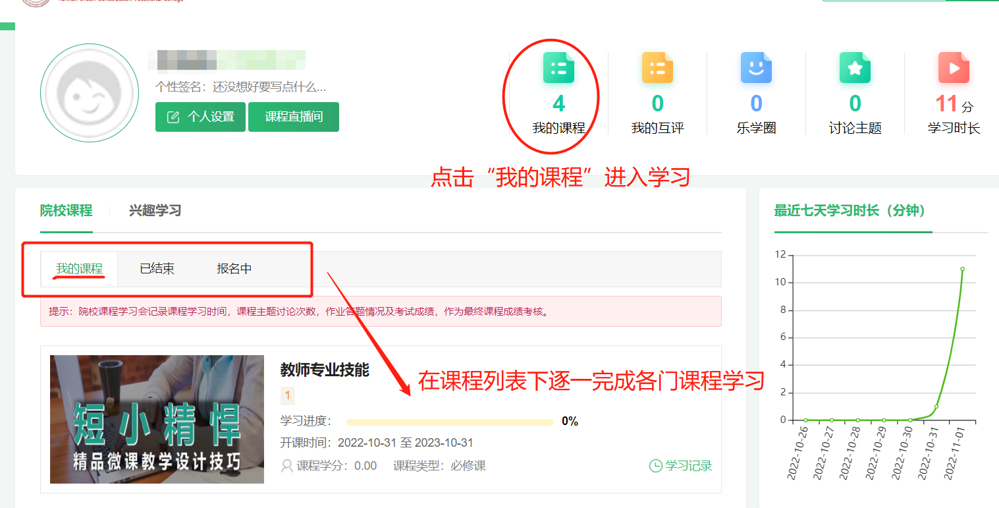 个性签名：还没想好要写点什么...
个人设置
课程直播间
4
我的课程
0
我的互评
0
乐学圈
0
讨论主题
11 分
学习时长
点击“我的课程”进入学习
院校课程
兴趣学习
我的课程
已结束
报名中
提示：院校课程学习会记录课程学习时间，课程主题讨论次数，作业答题情况及考试成绩，作为最终课程成绩考核。
短小精悍
精品微课教学设计技巧
教师专业技能
1
学习进度：
0%
开课时间：2022-10-31 至 2023-10-31
课程学分：0.00
课程类型：必修课
学习记录
在课程列表下逐一完成各门课程学习
最近七天学习时长（分钟）
12
10
8
6
4
2
0
2022-10-26
2022-10-27
2022-10-28
2022-10-29
2022-10-30
2022-10-31
2022-11-01